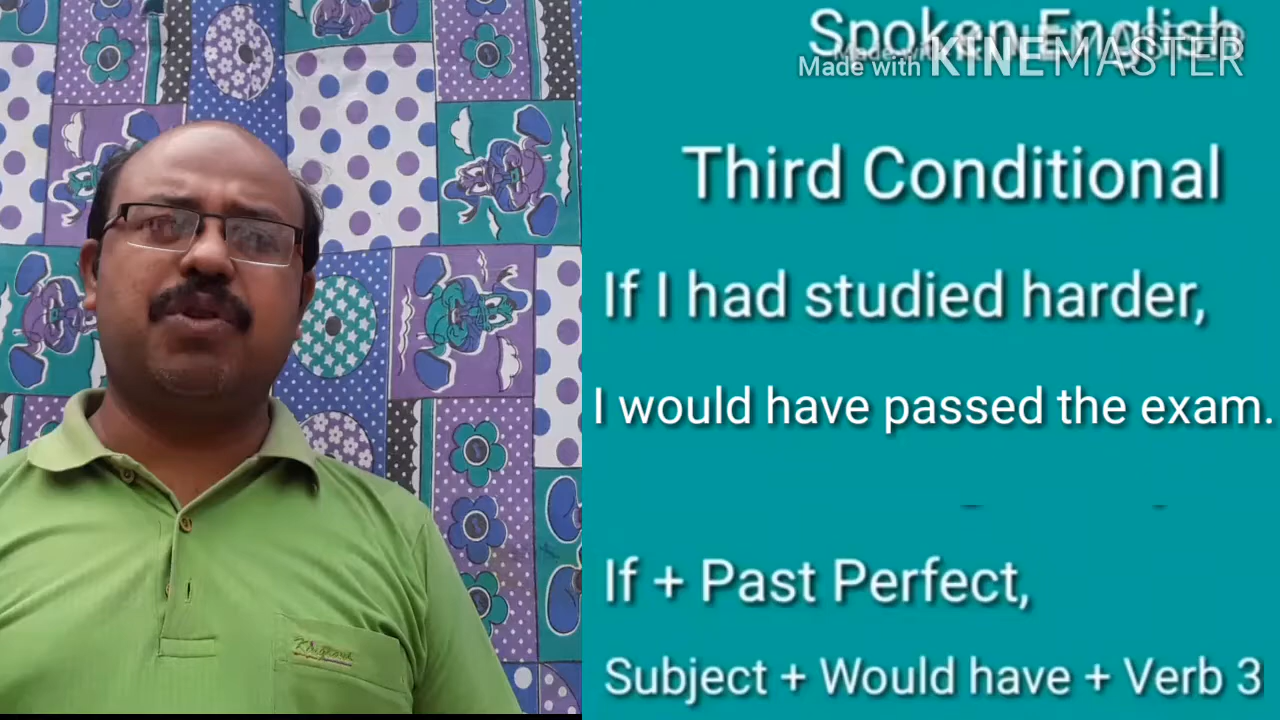 Spoken English
Made with KINEMASTER
Third Conditional
If I had studied harder,
I would have passed the exam.
If + Past Perfect,
Subject + Would have + Verb 3